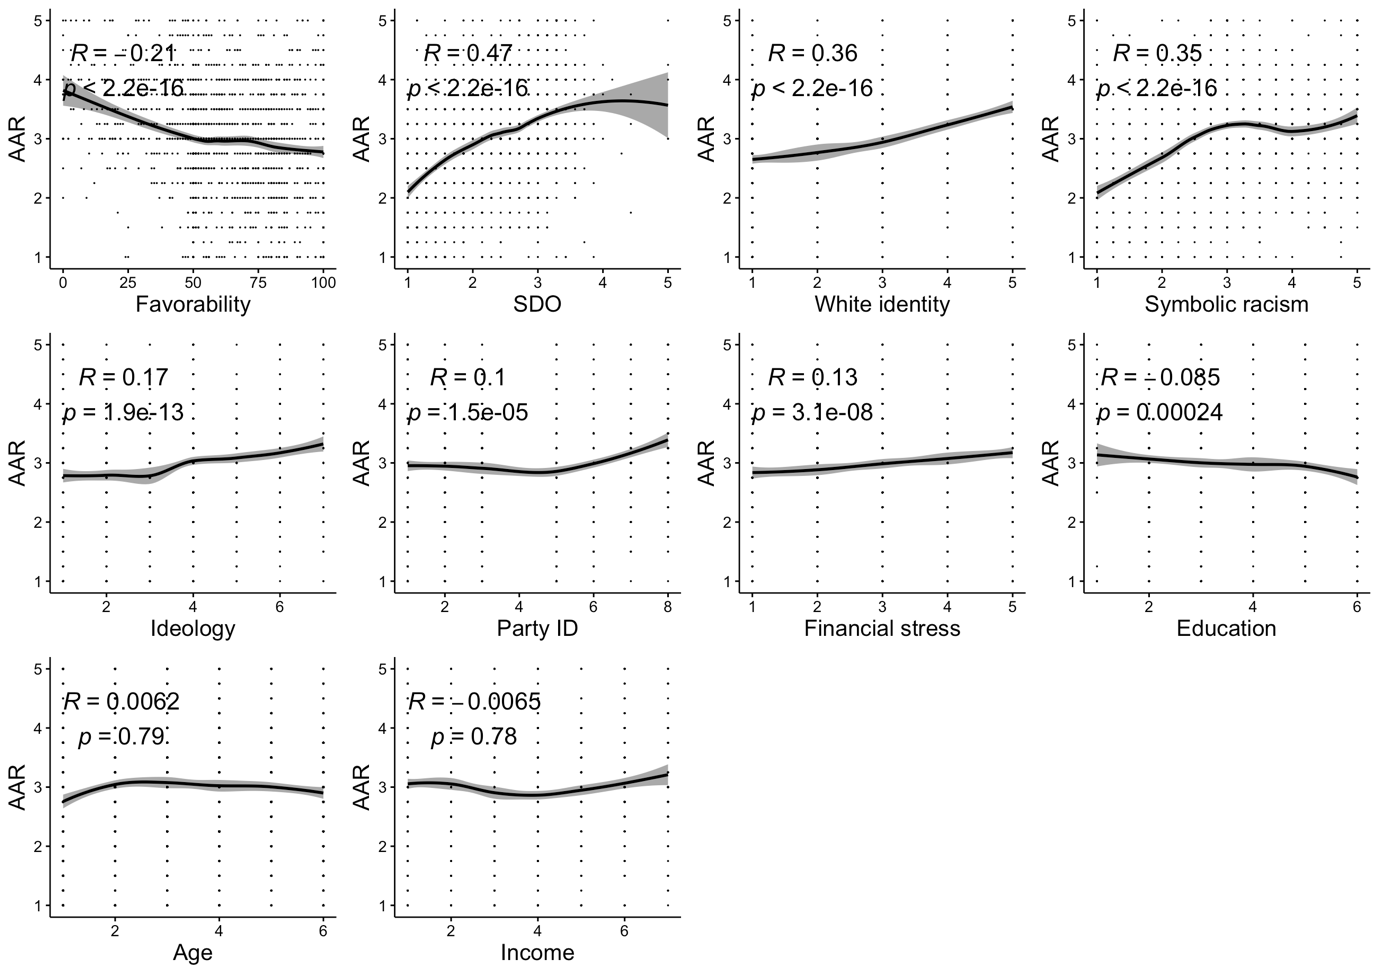 R = −0.21
p < 2.2e-16
AAR
5
4
3
2
1
0 25 50 75 100
Favorability
R = 0.47
p < 2.2e-16
AAR
5
4
3
2
1
1 2 3 4 5
SDO
R = 0.36
p < 2.2e-16
AAR
5
4
3
2
1
1 2 3 4 5
White identity
R = 0.35
p < 2.2e-16
AAR
5
4
3
2
1
1 2 3 4 5
Symbolic racism
R = 0.17
p = 1.9e-13
AAR
5
4
3
2
1
2 4 6
Ideology
R = 0.1
p = 1.5e-05
AAR
5
4
3
2
1
2 4 6 8
Party ID
R = 0.13
p = 3.1e-08
AAR
5
4
3
2
1
1 2 3 4 5
Financial stress
R = −0.085
p = 0.00024
AAR
5
4
3
2
1
2 4 6
Education
R = 0.0062
p = 0.79
AAR
5
4
3
2
1
2 4 6
Age
R = −0.0065
p = 0.78
AAR
5
4
3
2
1
2 4 6
Income